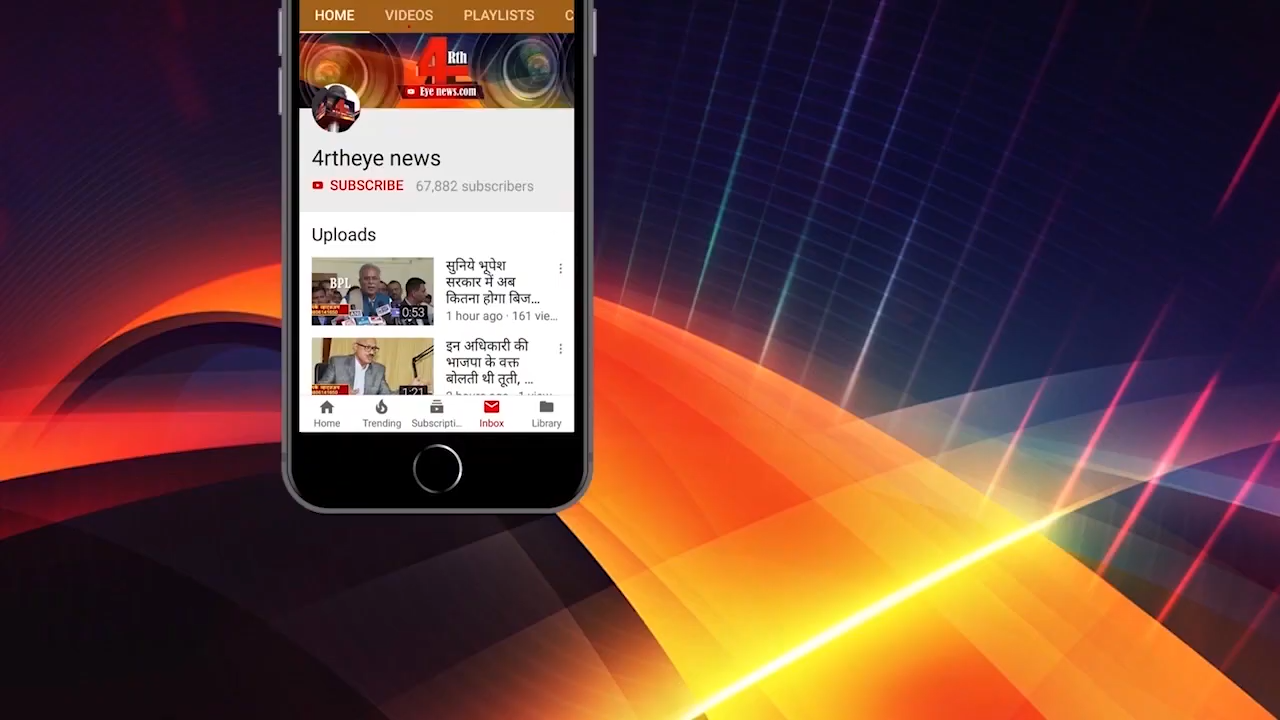 HOME VIDEOS PLAYLISTS C
4Rth
Eye news.com
4rtheye news
SUBSCRIBE 67,882 subscribers
Uploads
सुनिये भूपेश
सरकार में अब
कितना होगा बिज...
1 hour ago · 161 vie...
BPL
0:53
इन अधिकारी की
भाजपा के वक्त
बोलती थी तूती, ...
1:21
Home Trending Subscripti... Inbox Library